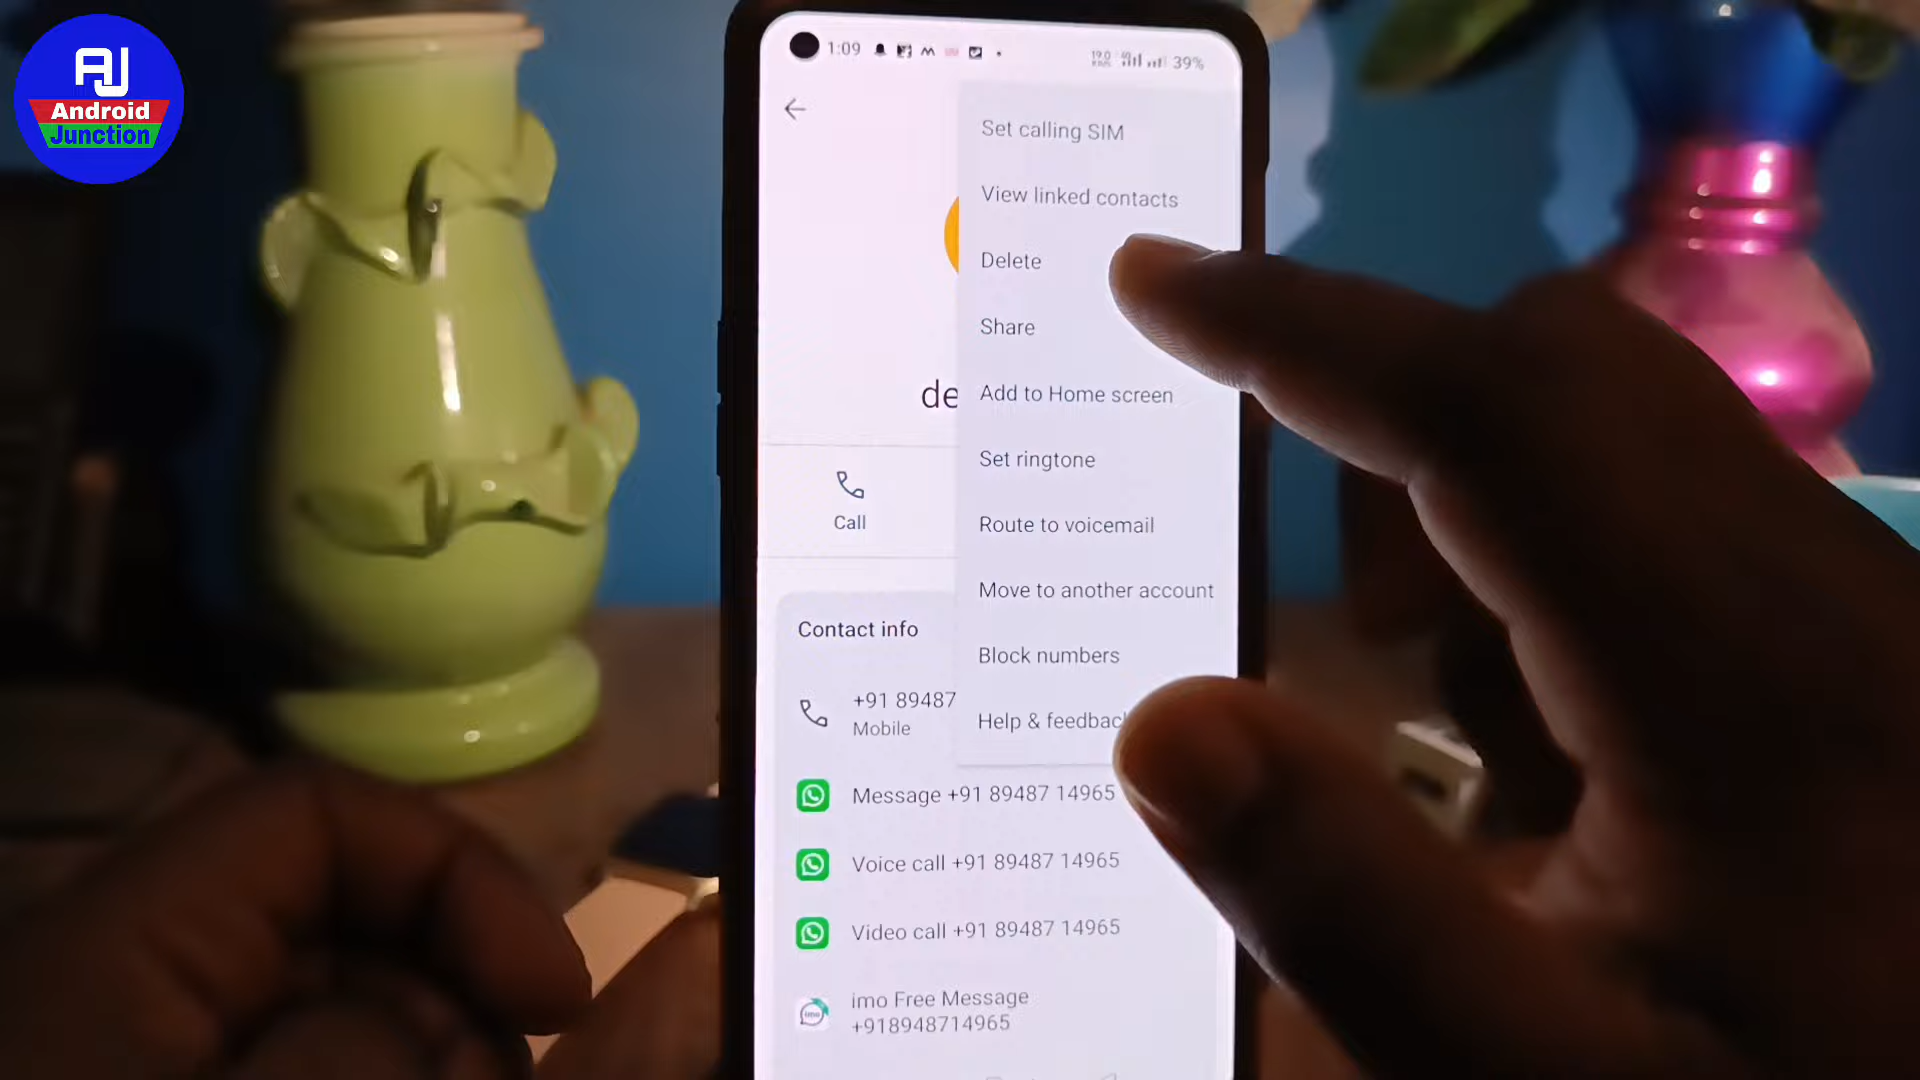 AJ
Android
Junction
1:09
39%
Set calling SIM
View linked contacts
Delete
Share
Add to Home screen
Set ringtone
Route to voicemail
Move to another account
Block numbers
Help & feedback
de
Call
Contact info
+91 89487
Mobile
Message +91 89487 14965
Voice call +91 89487 14965
Video call +91 89487 14965
imo Free Message
+918948714965